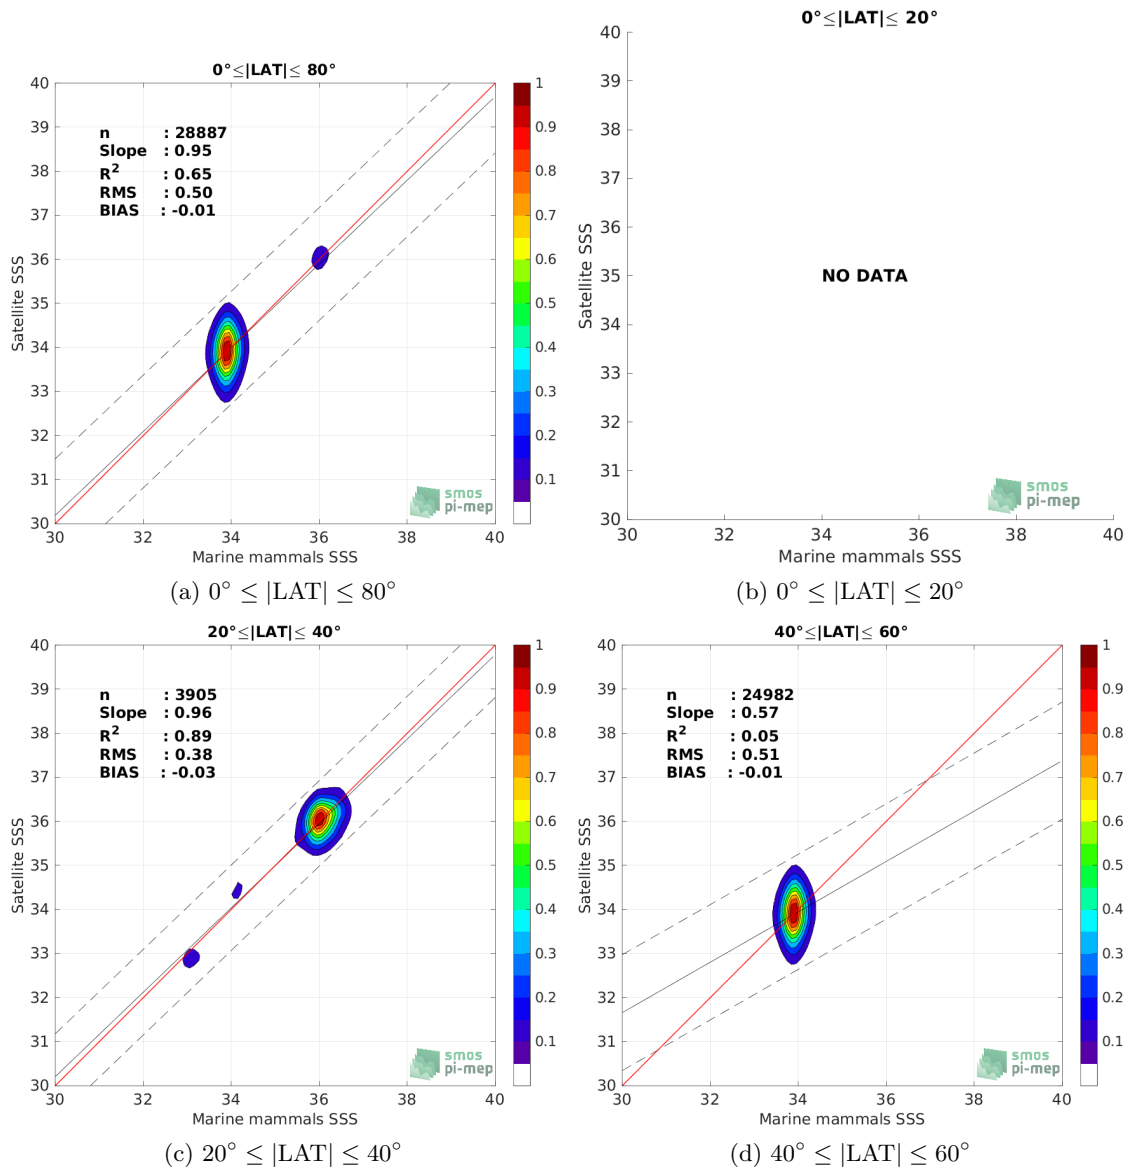 0°≤|LAT|≤ 80°
40
39
38
37
36
35
34
33
32
31
30
Satellite SSS
n : 28887
Slope : 0.95
R² : 0.65
RMS : 0.50
BIAS : -0.01
smos
pi-mep
30 32 34 36 38 40
Marine mammals SSS
1
0.9
0.8
0.7
0.6
0.5
0.4
0.3
0.2
0.1
(a) 0° ≤ |LAT| ≤ 80°
0°≤|LAT|≤ 20°
40
39
38
37
36
35
34
33
32
31
30
Satellite SSS
NO DATA
smos
pi-mep
30 32 34 36 38 40
Marine mammals SSS
(b) 0° ≤ |LAT| ≤ 20°
20°≤|LAT|≤ 40°
40
39
38
37
36
35
34
33
32
31
30
Satellite SSS
n : 3905
Slope : 0.96
R² : 0.89
RMS : 0.38
BIAS : -0.03
smos
pi-mep
30 32 34 36 38 40
Marine mammals SSS
1
0.9
0.8
0.7
0.6
0.5
0.4
0.3
0.2
0.1
(c) 20° ≤ |LAT| ≤ 40°
40°≤|LAT|≤ 60°
40
39
38
37
36
35
34
33
32
31
30
Satellite SSS
n : 24982
Slope : 0.57
R² : 0.05
RMS : 0.51
BIAS : -0.01
smos
pi-mep
30 32 34 36 38 40
Marine mammals SSS
1
0.9
0.8
0.7
0.6
0.5
0.4
0.3
0.2
0.1
(d) 40° ≤ |LAT| ≤ 60°